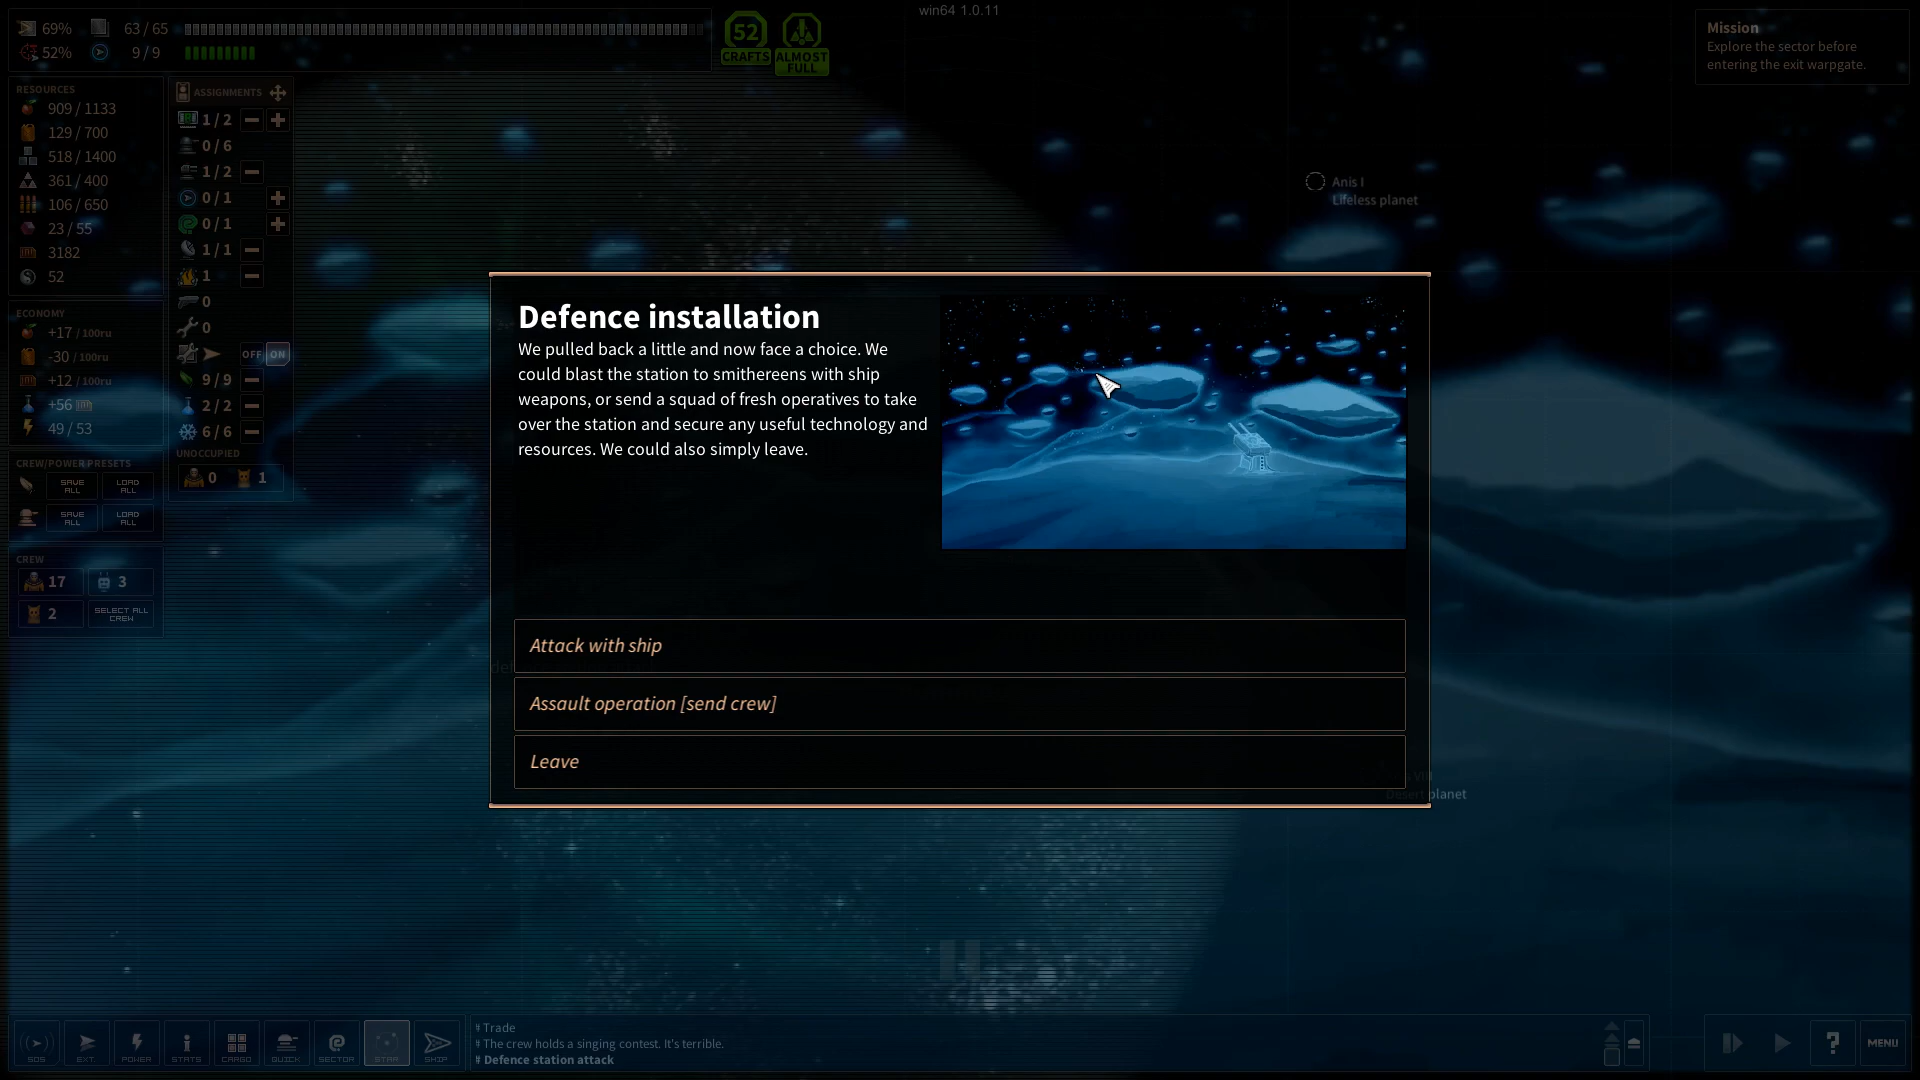 win64 1.0.11
69%
63 / 65
52%
9 / 9
52
CRAFTS
ALMOST
FULL
Mission
Explore the sector before
entering the exit warpgate.
RESOURCES
909 / 1133
129 / 700
518 / 1400
361 / 400
106 / 650
23 / 55
3182
52
ASSIGNMENTS
1 / 2
0 / 6
1 / 2
0 / 1
0 / 1
1 / 1
1
0
0
OFF ON
9 / 9
2 / 2
6 / 6
UNOCCUPIED
0 1
ECONOMY
+17 / 100ru
-30 / 100ru
+12 / 100ru
+56
49 / 53
CREW/POWER PRESETS
SAVE ALL
LOAD ALL
SAVE ALL
LOAD ALL
CREW
17 3
2
SELECT ALL CREW
Anis I
Lifeless planet
Defence installation
We pulled back a little and now face a choice. We
could blast the station to smithereens with ship
weapons, or send a squad of fresh operatives to take
over the station and secure any useful technology and
resources. We could also simply leave.
Attack with ship
Assault operation [send crew]
Leave
Desert planet
SOS
EXT.
POWER
STATS
CARGO
QUICK
SECTOR
STAR
SHIP
Trade
The crew holds a singing contest. It's terrible.
Defence station attack
?
MENU